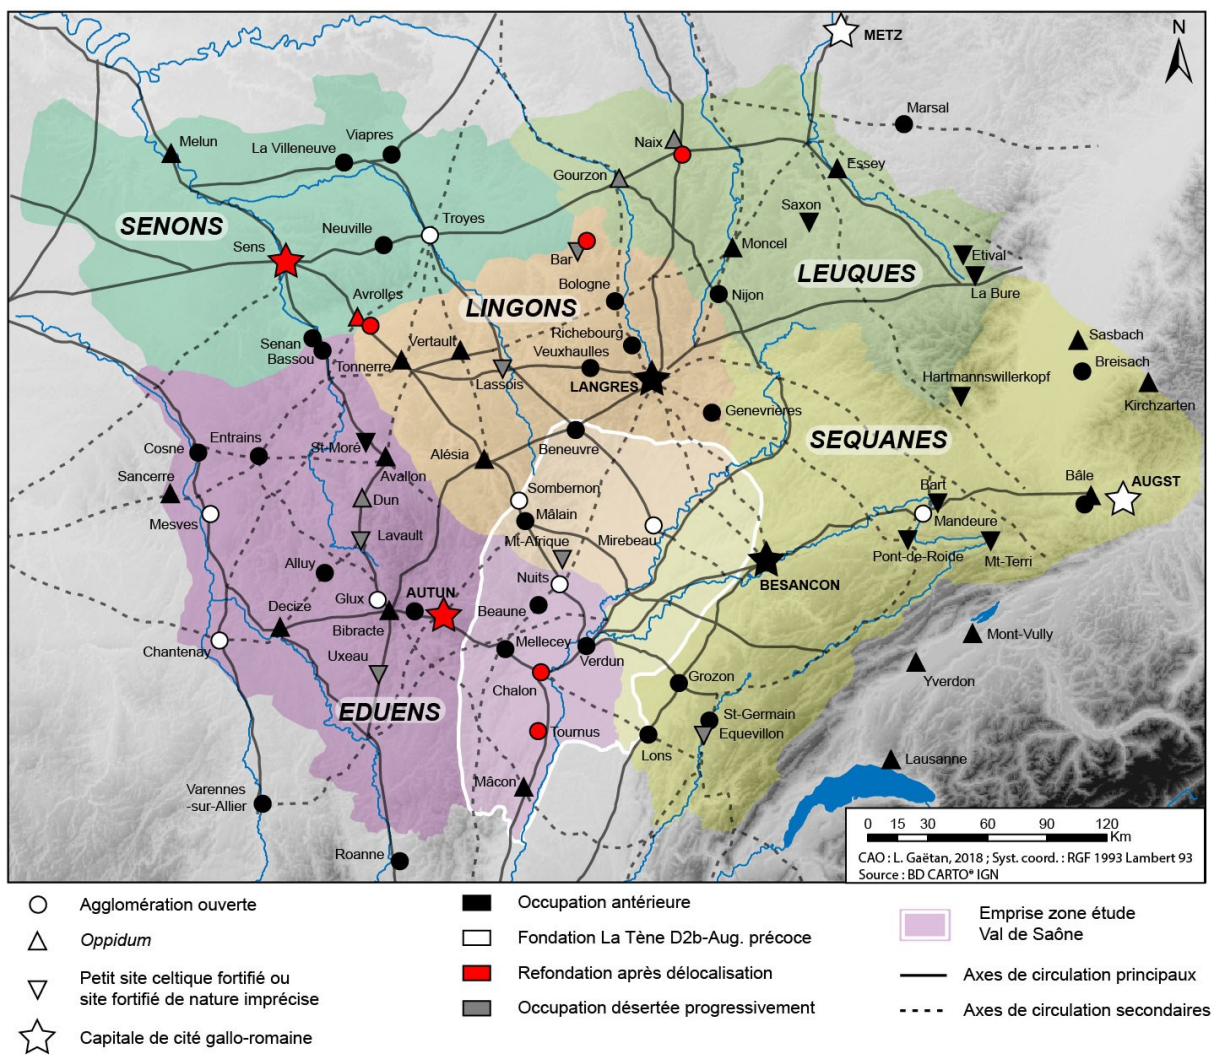 N
METZ
Marsal
Melun
Viapres
La Villeneuve
Naix
Essey
Gourzon
Saxon
SENONS
Troyes
Neuville
Sens
Moncel
Etival
Bar
LEUQUES
La Bure
Bologne
Nijon
Avrolles
LINGONS
Richebourg
Sasbach
Senan
Bassou
Vertault
Veuxhaulles
Breisach
Tonnerre
Lassois
LANGRES
Hartmannswillerkopf
Kirchzarten
Genevrières
SEQUANES
Cosne
Entrains
St-Moré
Beneuvre
Alésia
Avallon
Sancerre
Bâle
AUGST
Bart
Dun
Sombernon
Mesves
Mâlain
Mandeure
Lavault
Mt-Afrique
Mirebeau
Pont-de-Roide
Mt-Terri
Alluy
Nuits
BESANCON
Glux
AUTUN
Decize
Beaune
Bibracte
Mont-Vully
Chantenay
Mellecey
Uxeau
Verdun
Yverdon
Grozon
Chalon
EDUENS
St-Germain
Tournus
Equevillon
Lons
Lausanne
Mâcon
Varennes
-sur-Allier
Roanne
0 15 30 60 90 120
Km
CAO : L. Gaëtan, 2018 ; Syst. coord. : RGF 1993 Lambert 93
Source : BD CARTO® IGN
Agglomération ouverte
Oppidum
Petit site celtique fortifié ou
site fortifié de nature imprécise
Capitale de cité gallo-romaine
Occupation antérieure
Fondation La Tène D2b-Aug. précoce
Refondation après délocalisation
Occupation désertée progressivement
Emprise zone étude
Val de Saône
Axes de circulation principaux
Axes de circulation secondaires